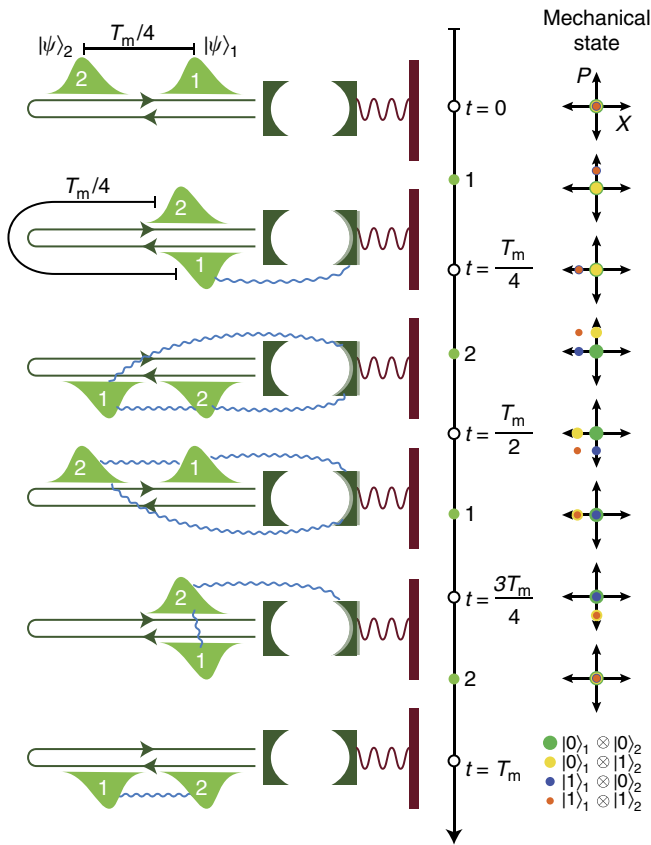 Mechanical
state
|ψ⟩₂ Tₘ/4 |ψ⟩₁
2 1
P
X
t = 0
1
Tₘ/4
2
1
t = Tₘ/4
2
1 2
t = Tₘ/2
2 1
1
2
1
t = 3Tₘ/4
2
1 2
t = Tₘ
|0⟩₁ ⊗ |0⟩₂
|0⟩₁ ⊗ |1⟩₂
|1⟩₁ ⊗ |0⟩₂
|1⟩₁ ⊗ |1⟩₂